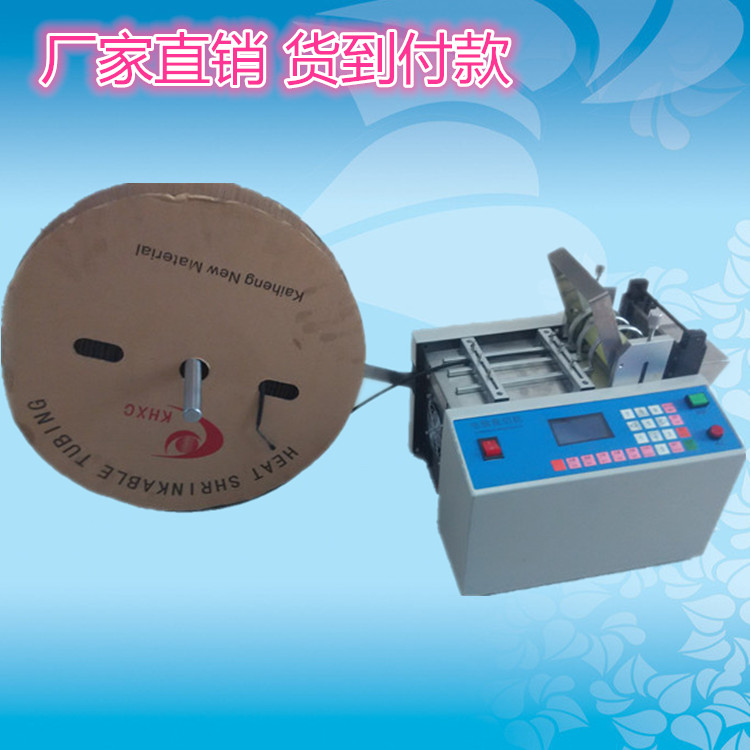 厂家直销 货到付款
Kaiheng New Material
KHXC
HEAT SHRINKABLE TUBING